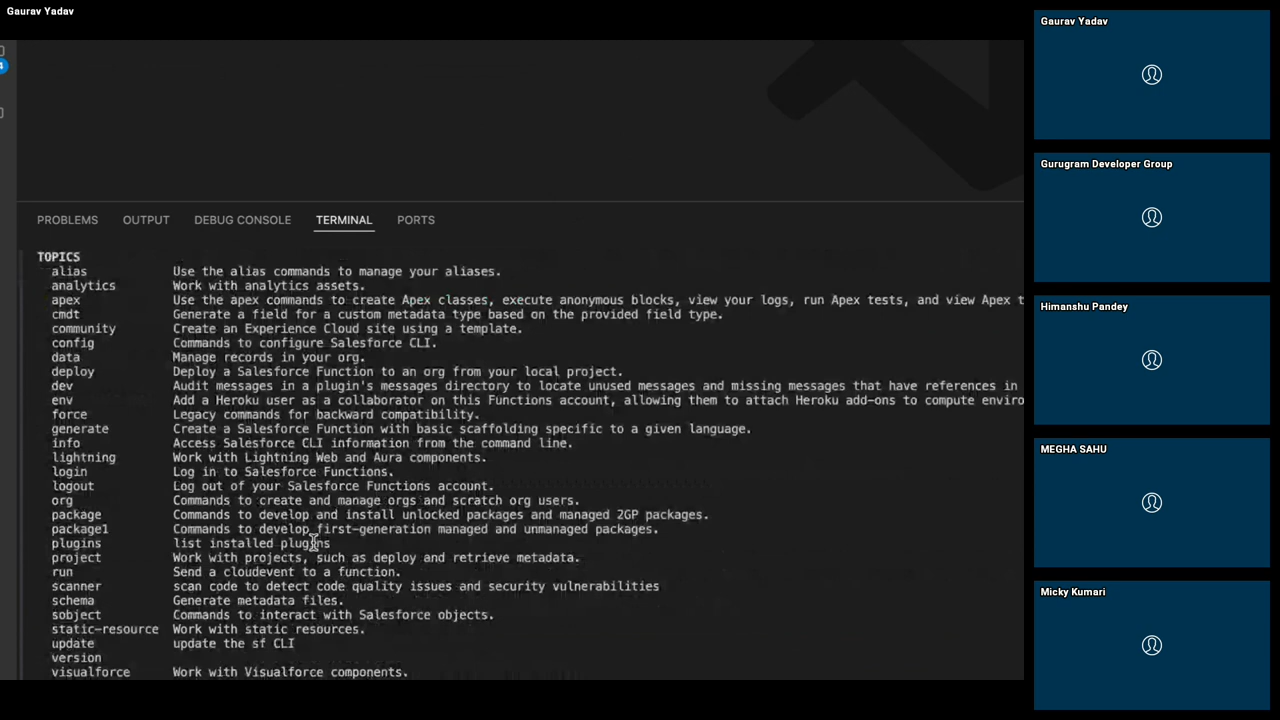 Gaurav Yadav
4
PROBLEMS OUTPUT DEBUG CONSOLE TERMINAL PORTS
TOPICS
alias Use the alias commands to manage your aliases.
analytics Work with analytics assets.
apex Use the apex commands to create Apex classes, execute anonymous blocks, view your logs, run Apex tests, and view Apex t
cmdt Generate a field for a custom metadata type based on the provided field type.
community Create an Experience Cloud site using a template.
config Commands to configure Salesforce CLI.
data Manage records in your org.
deploy Deploy a Salesforce Function to an org from your local project.
dev Audit messages in a plugin's messages directory to locate unused messages and missing messages that have references in
env Add a Heroku user as a collaborator on this Functions account, allowing them to attach Heroku add-ons to compute enviro
force Legacy commands for backward compatibility.
generate Create a Salesforce Function with basic scaffolding specific to a given language.
info Access Salesforce CLI information from the command line.
lightning Work with Lightning Web and Aura components.
login Log in to Salesforce Functions.
logout Log out of your Salesforce Functions account.
org Commands to create and manage orgs and scratch org users.
package Commands to develop and install unlocked packages and managed 2GP packages.
package1 Commands to develop first-generation managed and unmanaged packages.
plugins list installed plugins
project Work with projects, such as deploy and retrieve metadata.
run Send a cloudevent to a function.
scanner scan code to detect code quality issues and security vulnerabilities
schema Generate metadata files.
sobject Commands to interact with Salesforce objects.
static-resource Work with static resources.
update update the sf CLI
version
visualforce Work with Visualforce components.
Gaurav Yadav
Gurugram Developer Group
Himanshu Pandey
MEGHA SAHU
Micky Kumari